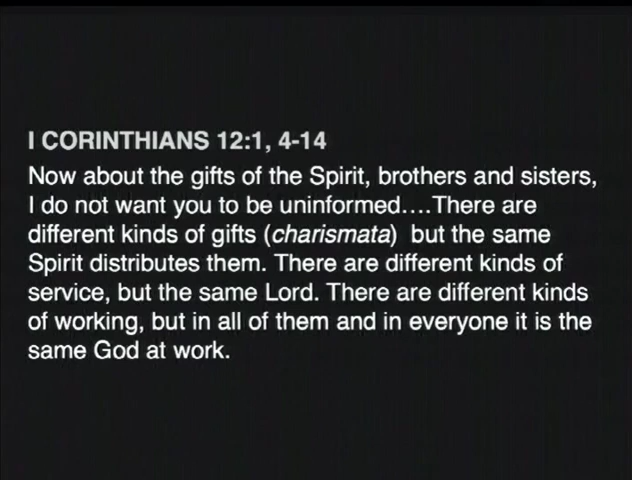 I CORINTHIANS 12:1, 4-14
Now about the gifts of the Spirit, brothers and sisters,
I do not want you to be uninformed….There are
different kinds of gifts (charismata)  but the same
Spirit distributes them. There are different kinds of
service, but the same Lord. There are different kinds
of working, but in all of them and in everyone it is the
same God at work.